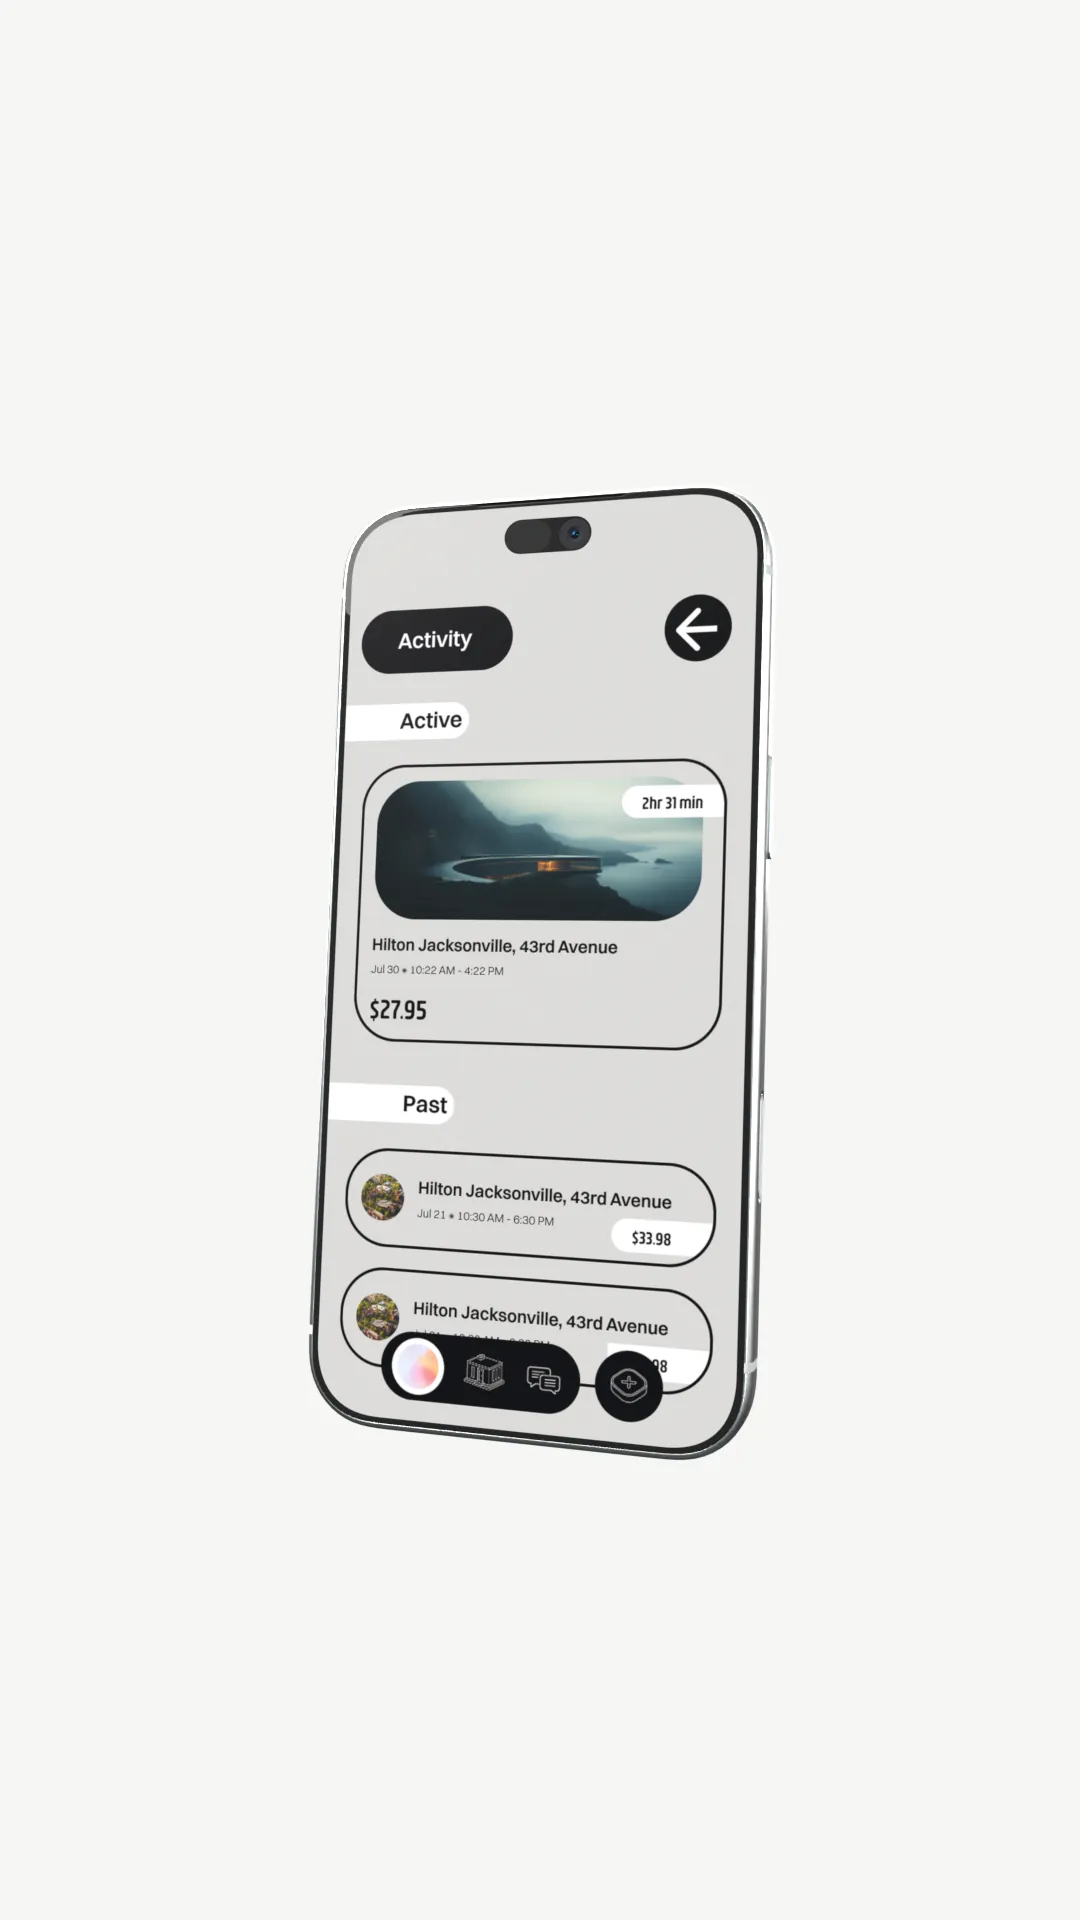 Activity
Active
2hr 31 min
Hilton Jacksonville, 43rd Avenue
Jul 30 • 10:22 AM - 4:22 PM
$27.95
Past
Hilton Jacksonville, 43rd Avenue
Jul 21 • 10:30 AM - 6:30 PM
$33.98
Hilton Jacksonville, 43rd Avenue
98